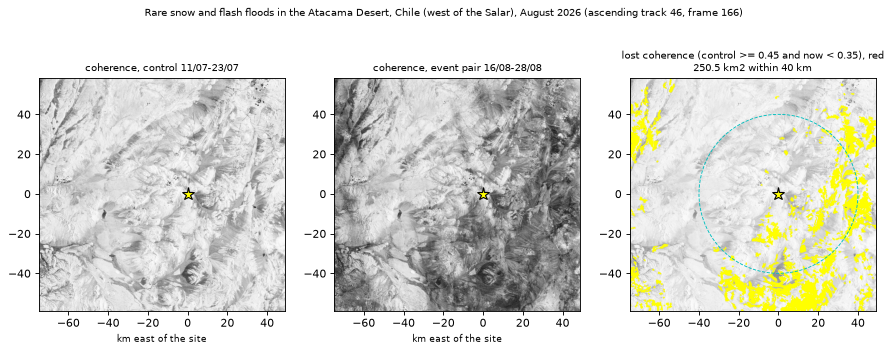 Rare snow and flash floods in the Atacama Desert, Chile (west of the Salar), August 2026 (ascending track 46, frame 166)
coherence, control 11/07-23/07
coherence, event pair 16/08-28/08
lost coherence (control >= 0.45 and now < 0.35), red
250.5 km2 within 40 km
40
20
0
−20
−40
−60 −40 −20 0 20 40
km east of the site
40
20
0
−20
−40
−60 −40 −20 0 20 40
km east of the site
40
20
0
−20
−40
−60 −40 −20 0 20 40